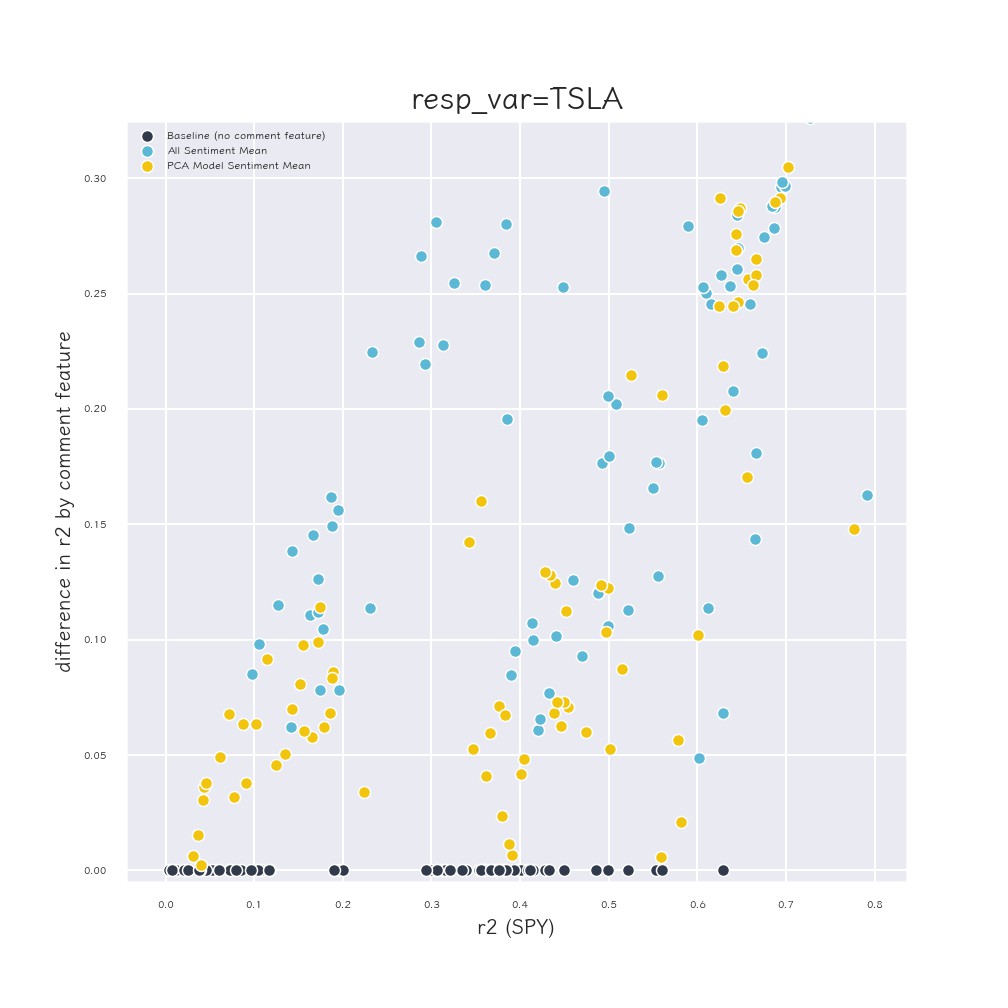 resp_var=TSLA
Baseline (no comment feature)
All Sentiment Mean
PCA Model Sentiment Mean
difference in r2 by comment feature
0.30
0.25
0.20
0.15
0.10
0.05
0.00
0.0 0.1 0.2 0.3 0.4 0.5 0.6 0.7 0.8
r2 (SPY)